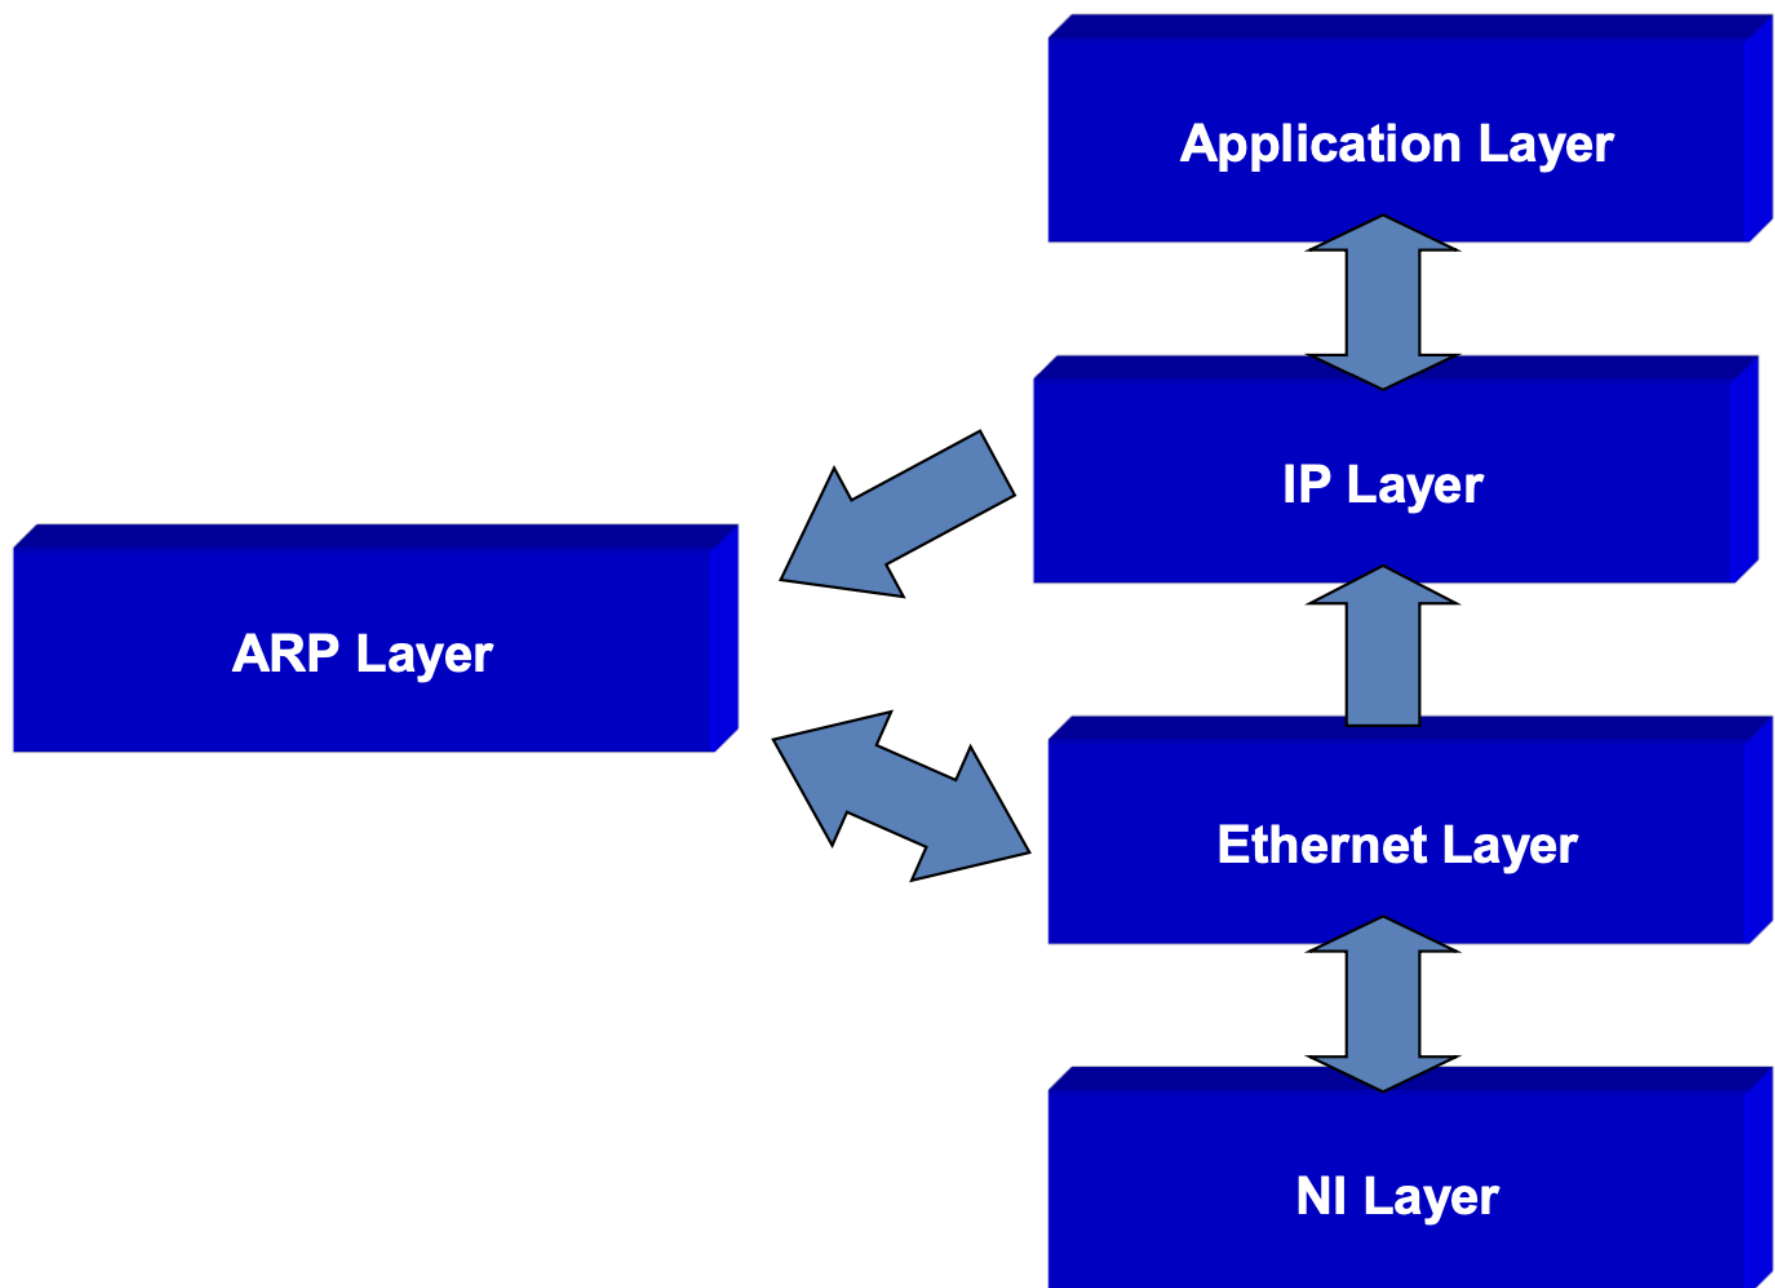 Application Layer
IP Layer
ARP Layer
Ethernet Layer
NI Layer